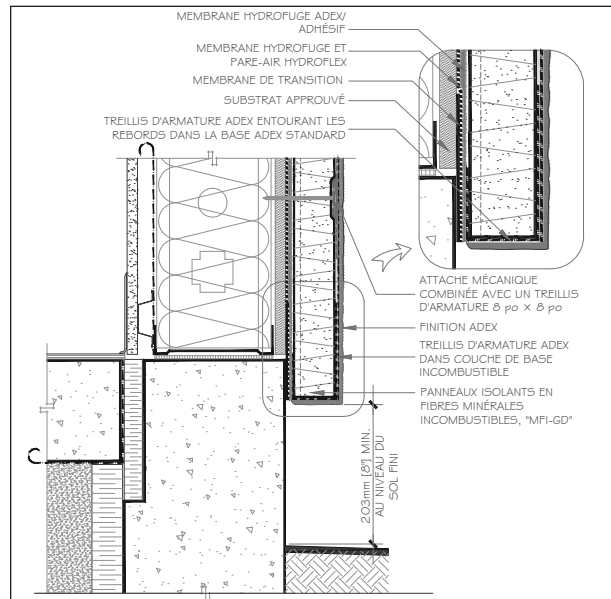 MEMBRANE HYDROFUGE ADEX/
ADHÉSIF
MEMBRANE HYDROFUGE ET
PARE-AIR HYDROFLEX
MEMBRANE DE TRANSITION
SUBSTRAT APPROUVÉ
TREILLIS D'ARMATURE ADEX ENTOURANT LES
REBORDS DANS LA BASE ADEX STANDARD
ATTACHE MÉCANIQUE
COMBINÉE AVEC UN TREILLIS
D'ARMATURE 8 po × 8 po
FINITION ADEX
TREILLIS D'ARMATURE ADEX
DANS COUCHE DE BASE
INCOMBUSTIBLE
PANNEAUX ISOLANTS EN
FIBRES MINÉRALES
INCOMBUSTIBLES, "MFI-GD"
203mm [8"] MIN.
AU NIVEAU DU
SOL FINI